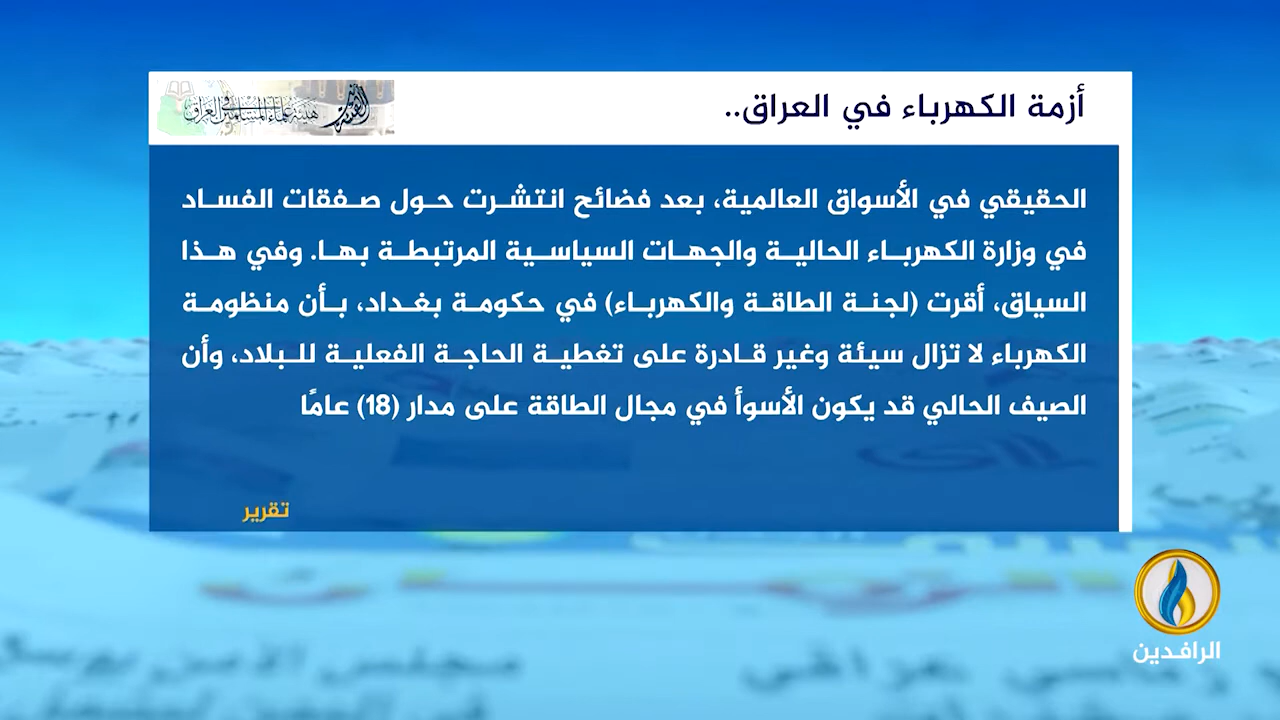 أزمة الكهرباء في العراق..
هيئة علماء المسلمين في العراق
الحقيقي في الأسواق العالمية، بعد فضائح انتشرت حول صفقات الفساد
في وزارة الكهرباء الحالية والجهات السياسية المرتبطة بها. وفي هذا
السياق، أقرت (لجنة الطاقة والكهرباء) في حكومة بغداد، بأن منظومة
الكهرباء لا تزال سيئة وغير قادرة على تغطية الحاجة الفعلية للبلاد، وأن
الصيف الحالي قد يكون الأسوأ في مجال الطاقة على مدار (18) عامًا
تقرير
الرافدين
مجلس الأمن